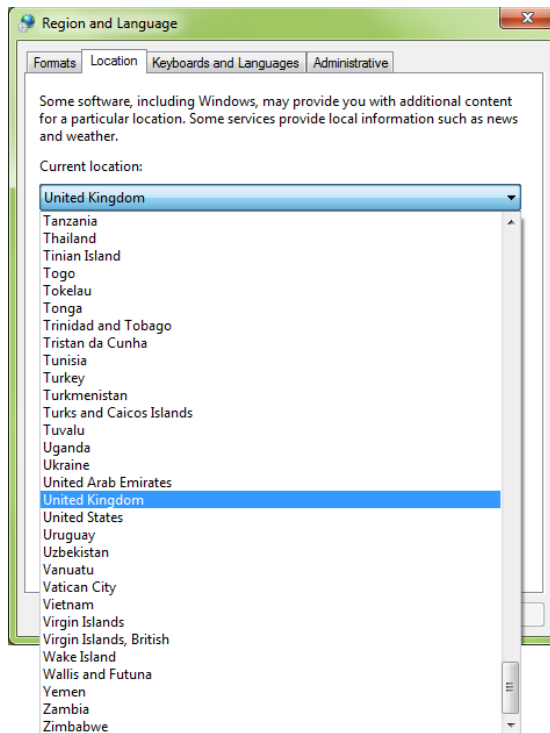 Region and Language
Formats
Location
Keyboards and Languages
Administrative
Some software, including Windows, may provide you with additional content
for a particular location. Some services provide local information such as news
and weather.
Current location:
United Kingdom
Tanzania
Thailand
Tinian Island
Togo
Tokelau
Tonga
Trinidad and Tobago
Tristan da Cunha
Tunisia
Turkey
Turkmenistan
Turks and Caicos Islands
Tuvalu
Uganda
Ukraine
United Arab Emirates
United Kingdom
United States
Uruguay
Uzbekistan
Vanuatu
Vatican City
Vietnam
Virgin Islands
Virgin Islands, British
Wake Island
Wallis and Futuna
Yemen
Zambia
Zimbabwe